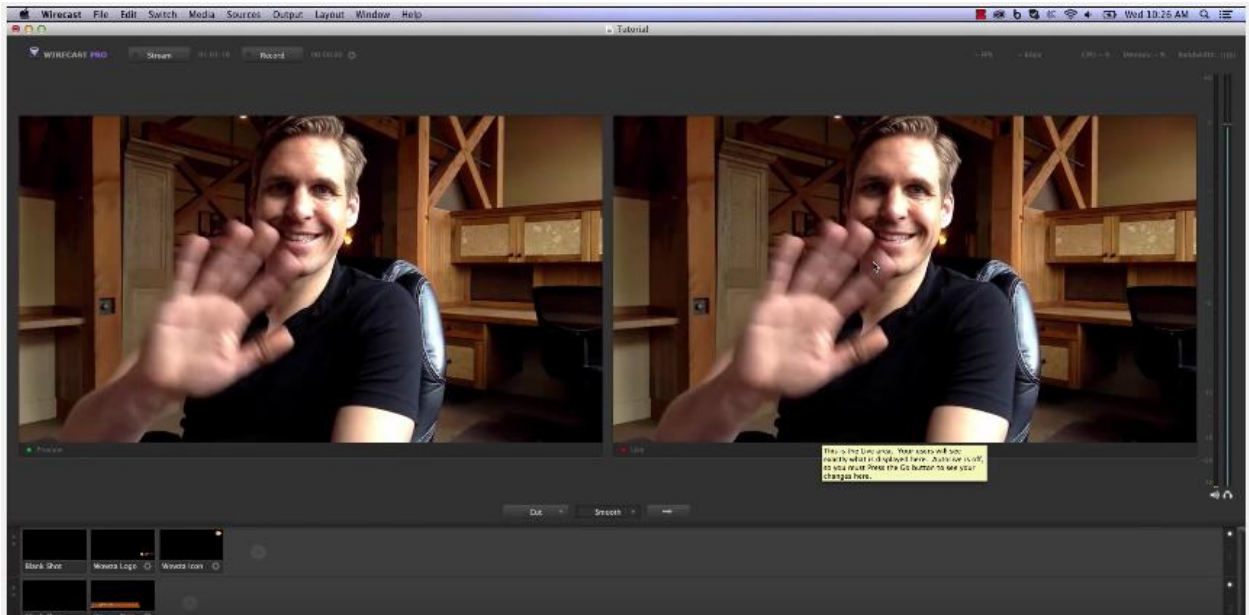 Wirecast File Edit Switch Media Sources Output Layout Window Help
Wed 10:26 AM
Tutorial
WIRECAST PRO Stream Record
Preview
Live
This is the Live area. Your users will see
exactly what is displayed here. AutoLive is off,
so you must Press the Go button to see your
changes here.
Cut Smooth
Blank Shot Wowza Logo Wowza Icon